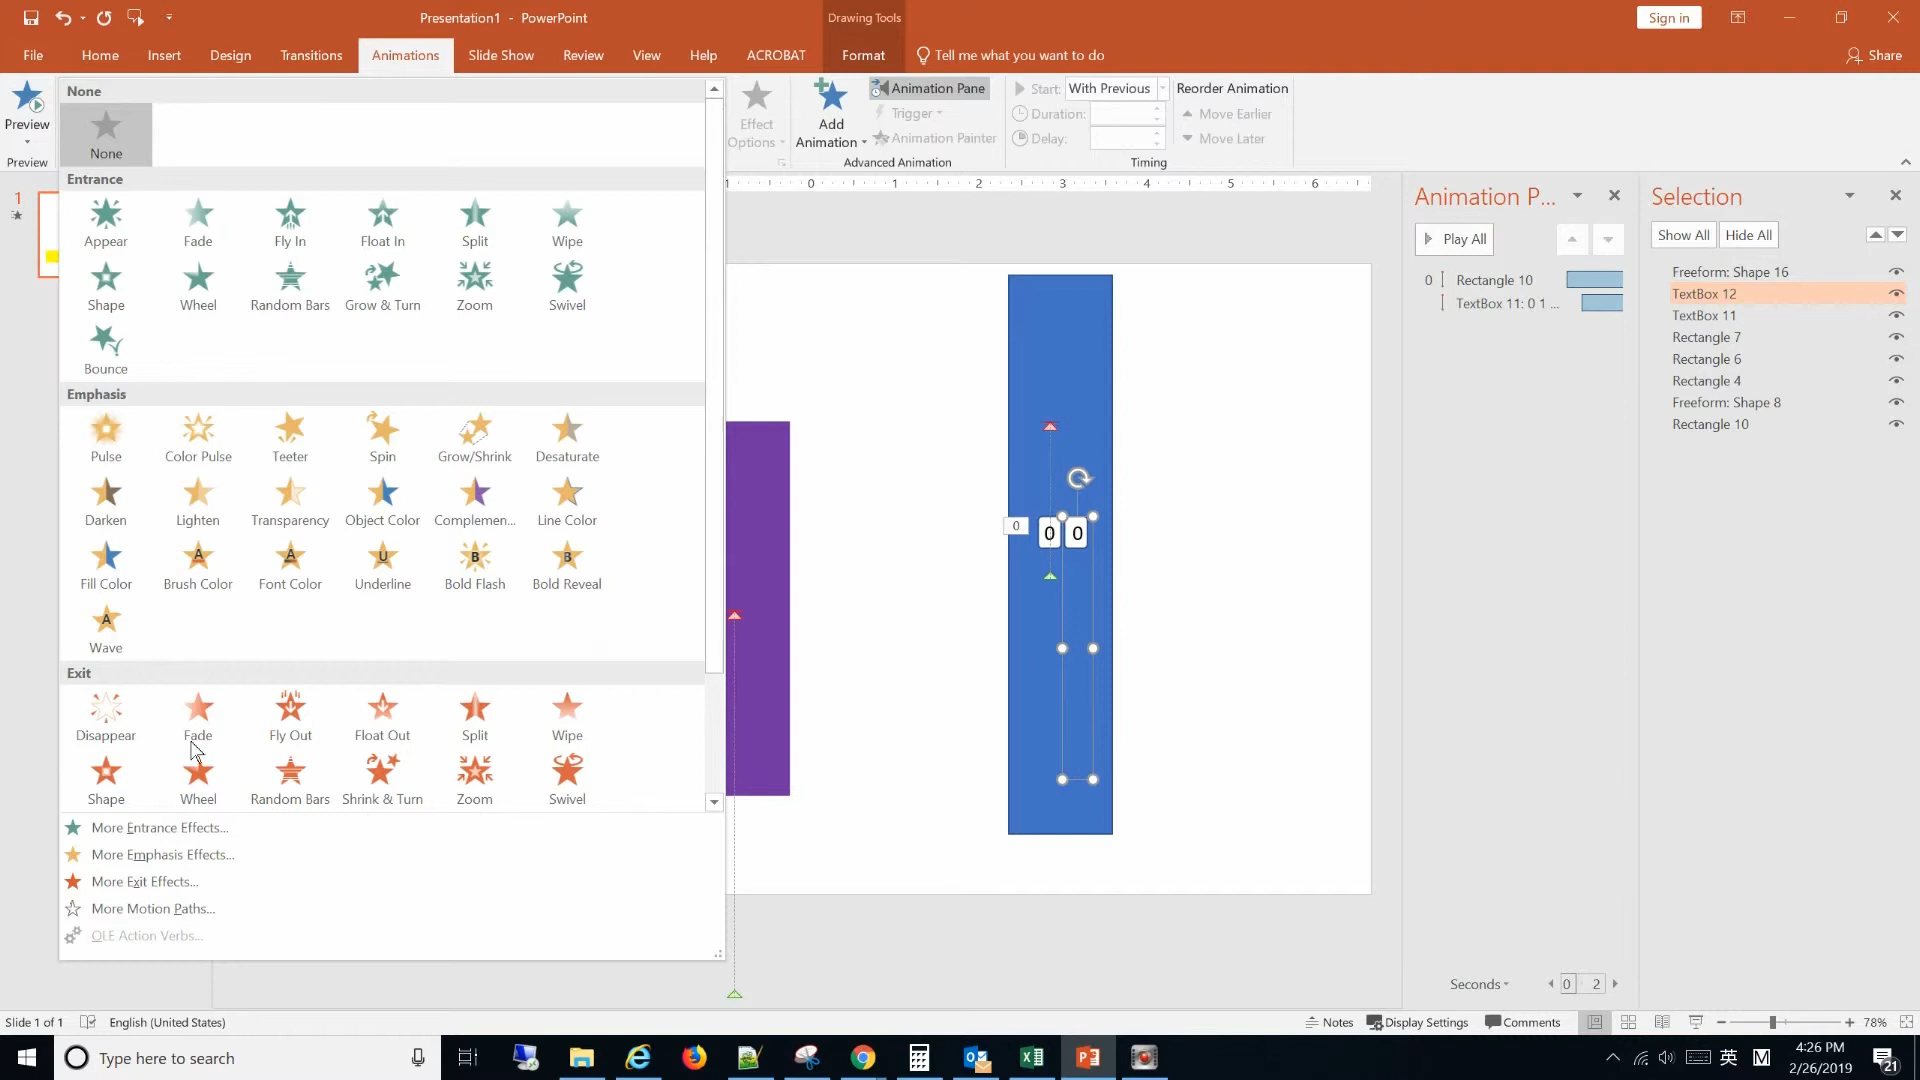 Presentation1 - PowerPoint
Drawing Tools
Sign in
File Home Insert Design Transitions Animations Slide Show Review View Help ACROBAT Format Tell me what you want to do Share
Preview
Preview
None
None
Entrance
Appear Fade Fly In Float In Split Wipe
Shape Wheel Random Bars Grow & Turn Zoom Swivel
Bounce
Emphasis
Pulse Color Pulse Teeter Spin Grow/Shrink Desaturate
Darken Lighten Transparency Object Color Complemen... Line Color
Fill Color Brush Color Font Color Underline Bold Flash Bold Reveal
Wave
Exit
Disappear Fade Fly Out Float Out Split Wipe
Shape Wheel Random Bars Shrink & Turn Zoom Swivel
More Entrance Effects...
More Emphasis Effects...
More Exit Effects...
More Motion Paths...
OLE Action Verbs...
Effect
Options
Add
Animation
Animation Pane
Trigger
Animation Painter
Advanced Animation
Start: With Previous
Duration:
Delay:
Reorder Animation
Move Earlier
Move Later
Timing
1 0 1 2 3 4 5 6
1
0
0 0
Animation P...
Play All
0 Rectangle 10
TextBox 11: 0 1 ...
Seconds 0 2
Selection
Show All Hide All
Freeform: Shape 16
TextBox 12
TextBox 11
Rectangle 7
Rectangle 6
Rectangle 4
Freeform: Shape 8
Rectangle 10
Slide 1 of 1 English (United States) Notes Display Settings Comments 78%
Type here to search
英 M
4:26 PM
2/26/2019
21